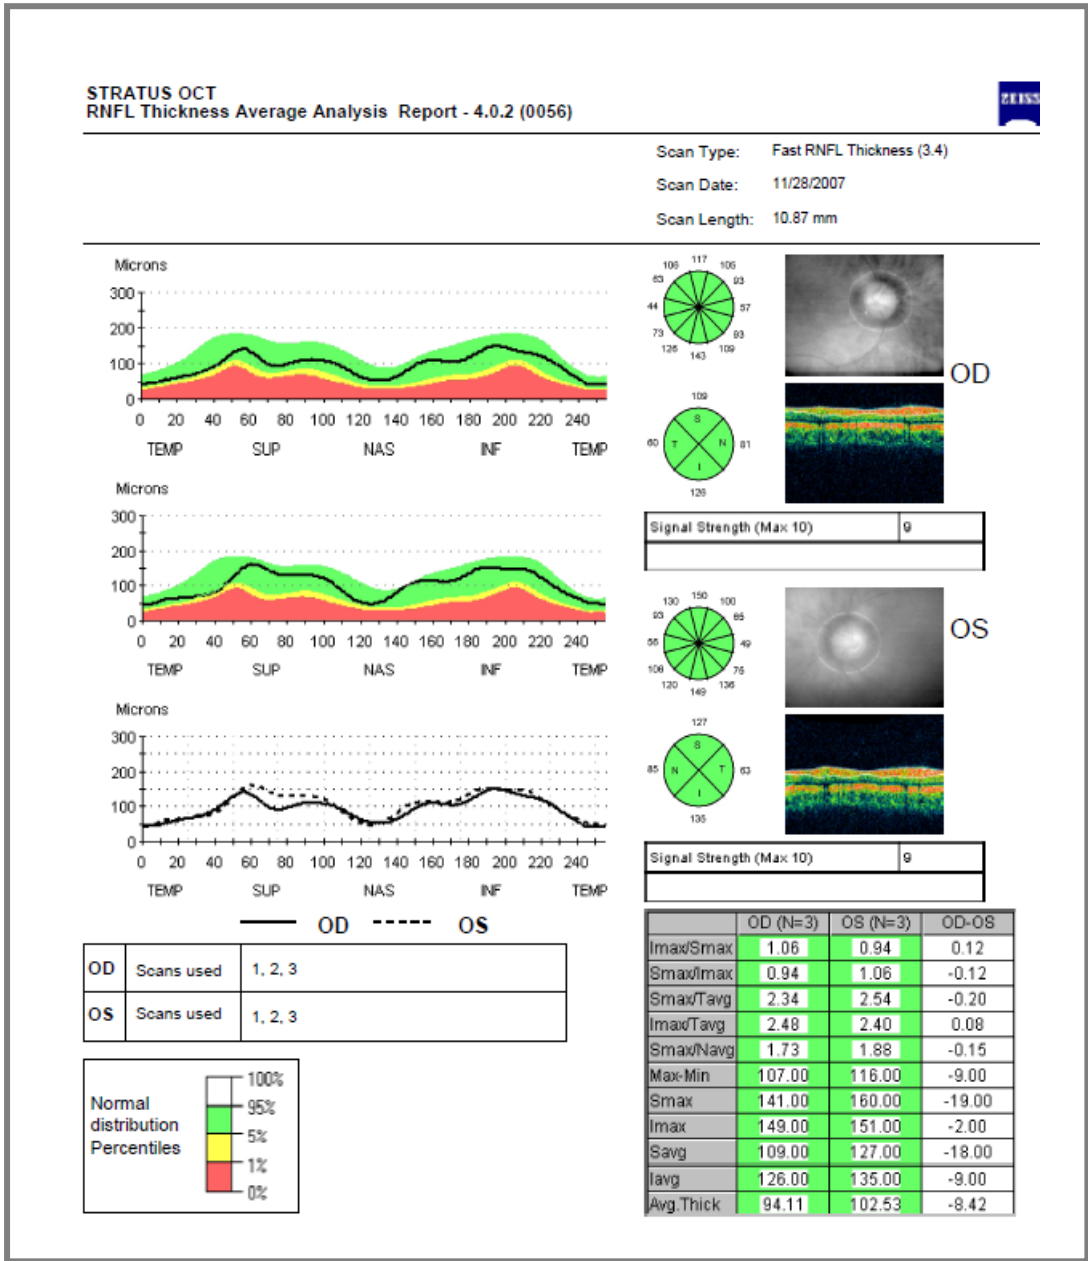 STRATUS OCT
RNFL Thickness Average Analysis Report - 4.0.2 (0056)
ZEISS
Scan Type: Fast RNFL Thickness (3.4)
Scan Date: 11/28/2007
Scan Length: 10.87 mm
Microns
300
200
100
0
0 20 40 60 80 100 120 140 160 180 200 220 240
TEMP SUP NAS INF TEMP
106 117 105
63 93
44 57
73 93
126 143 109
OD
109
S
60 T N 81
I
126
Signal Strength (Max 10) 9
Microns
300
200
100
0
0 20 40 60 80 100 120 140 160 180 200 220 240
TEMP SUP NAS INF TEMP
130 150 100
93 65
56 49
106 75
120 149 136
OS
127
S
85 N T 63
I
135
Signal Strength (Max 10) 9
Microns
300
200
100
0
0 20 40 60 80 100 120 140 160 180 200 220 240
TEMP SUP NAS INF TEMP
OD OS
OD Scans used 1, 2, 3
OS Scans used 1, 2, 3
Normal
distribution
Percentiles
100%
95%
5%
1%
0%
OD (N=3) OS (N=3) OD-OS
Imax/Smax 1.06 0.94 0.12
Smax/Imax 0.94 1.06 -0.12
Smax/Tavg 2.34 2.54 -0.20
Imax/Tavg 2.48 2.40 0.08
Smax/Navg 1.73 1.88 -0.15
Max-Min 107.00 116.00 -9.00
Smax 141.00 160.00 -19.00
Imax 149.00 151.00 -2.00
Savg 109.00 127.00 -18.00
Iavg 126.00 135.00 -9.00
Avg.Thick 94.11 102.53 -8.42